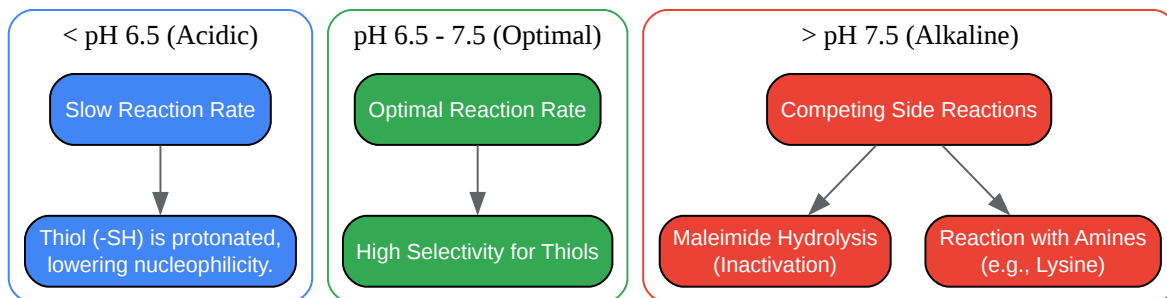 < pH 6.5 (Acidic)
Slow Reaction Rate
Thiol (-SH) is protonated,
lowering nucleophilicity.
pH 6.5 - 7.5 (Optimal)
Optimal Reaction Rate
High Selectivity for Thiols
> pH 7.5 (Alkaline)
Competing Side Reactions
Maleimide Hydrolysis
(Inactivation)
Reaction with Amines
(e.g., Lysine)